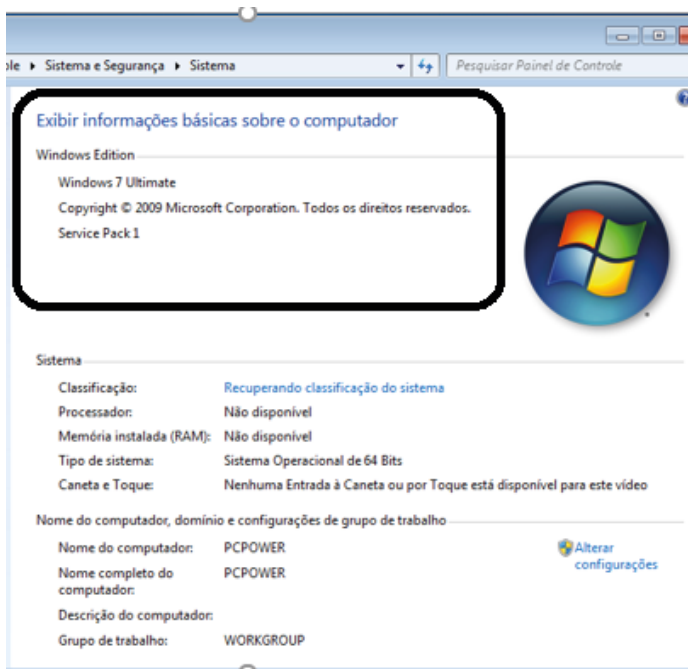 ole ▸ Sistema e Segurança ▸ Sistema
Pesquisar Painel de Controle
Exibir informações básicas sobre o computador
Windows Edition
Windows 7 Ultimate
Copyright © 2009 Microsoft Corporation. Todos os direitos reservados.
Service Pack 1
Sistema
Classificação: Recuperando classificação do sistema
Processador: Não disponível
Memória instalada (RAM): Não disponível
Tipo de sistema: Sistema Operacional de 64 Bits
Caneta e Toque: Nenhuma Entrada à Caneta ou por Toque está disponível para este vídeo
Nome do computador, domínio e configurações de grupo de trabalho
Nome do computador: PCPOWER
Alterar
configurações
Nome completo do
computador: PCPOWER
Descrição do computador:
Grupo de trabalho: WORKGROUP